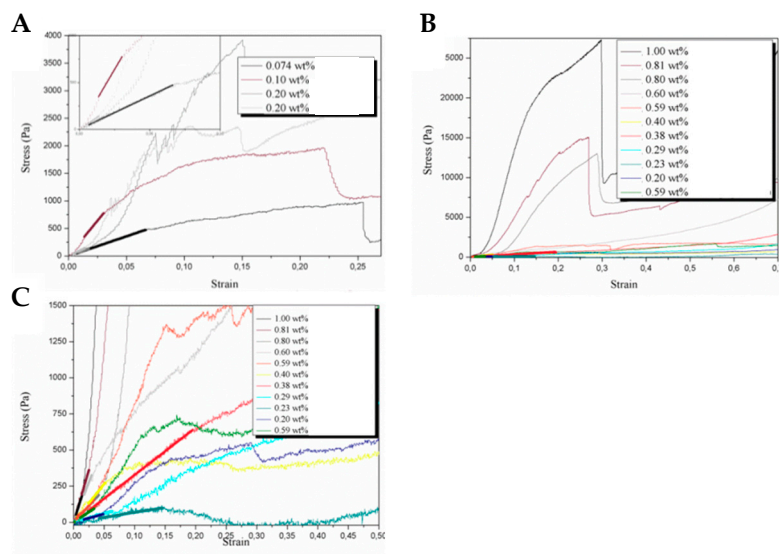 A
4000
3500
3000
2500
2000
1500
1000
500
0
Stress (Pa)
0.074 wt%
0.10 wt%
0.20 wt%
0.20 wt%
0,00 0,05 0,10 0,15 0,20 0,25
Strain
B
25000
20000
15000
10000
5000
0
Stress (Pa)
1.00 wt%
0.81 wt%
0.80 wt%
0.60 wt%
0.59 wt%
0.40 wt%
0.38 wt%
0.29 wt%
0.23 wt%
0.20 wt%
0.59 wt%
0,0 0,1 0,2 0,3 0,4 0,5 0,6 0,
Strain
C
1500
1250
1000
750
500
250
0
Stress (Pa)
1.00 wt%
0.81 wt%
0.80 wt%
0.60 wt%
0.59 wt%
0.40 wt%
0.38 wt%
0.29 wt%
0.23 wt%
0.20 wt%
0.59 wt%
0,00 0,05 0,10 0,15 0,20 0,25 0,30 0,35 0,40 0,45 0,50
Strain